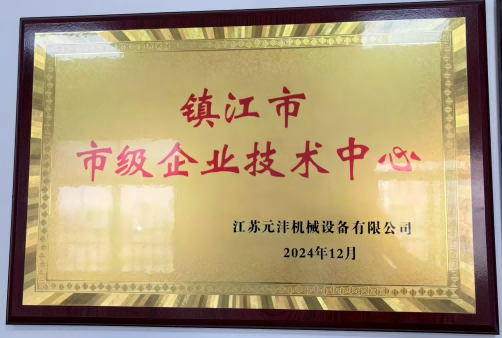 镇江市
市级企业技术中心
江苏元沣机械设备有限公司
2024年12月